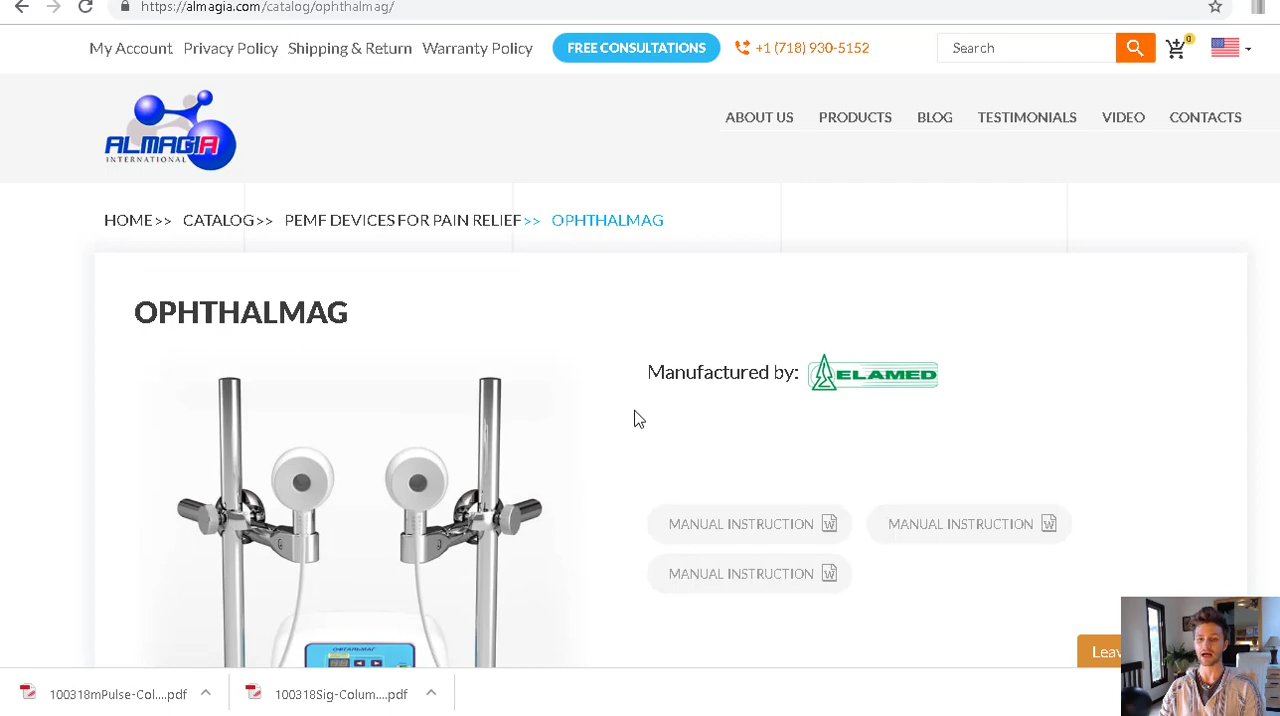 https://almagia.com/catalog/ophthalmag/
My Account Privacy Policy Shipping & Return Warranty Policy FREE CONSULTATIONS +1 (718) 930-5152 Search 0
ALMAGIA
INTERNATIONAL
ABOUT US PRODUCTS BLOG TESTIMONIALS VIDEO CONTACTS
HOME >> CATALOG >> PEMF DEVICES FOR PAIN RELIEF >> OPHTHALMAG
OPHTHALMAG
Manufactured by: ELAMED
MANUAL INSTRUCTION MANUAL INSTRUCTION
MANUAL INSTRUCTION
Leav
100318mPulse-Col....pdf 100318Sig-Colum....pdf